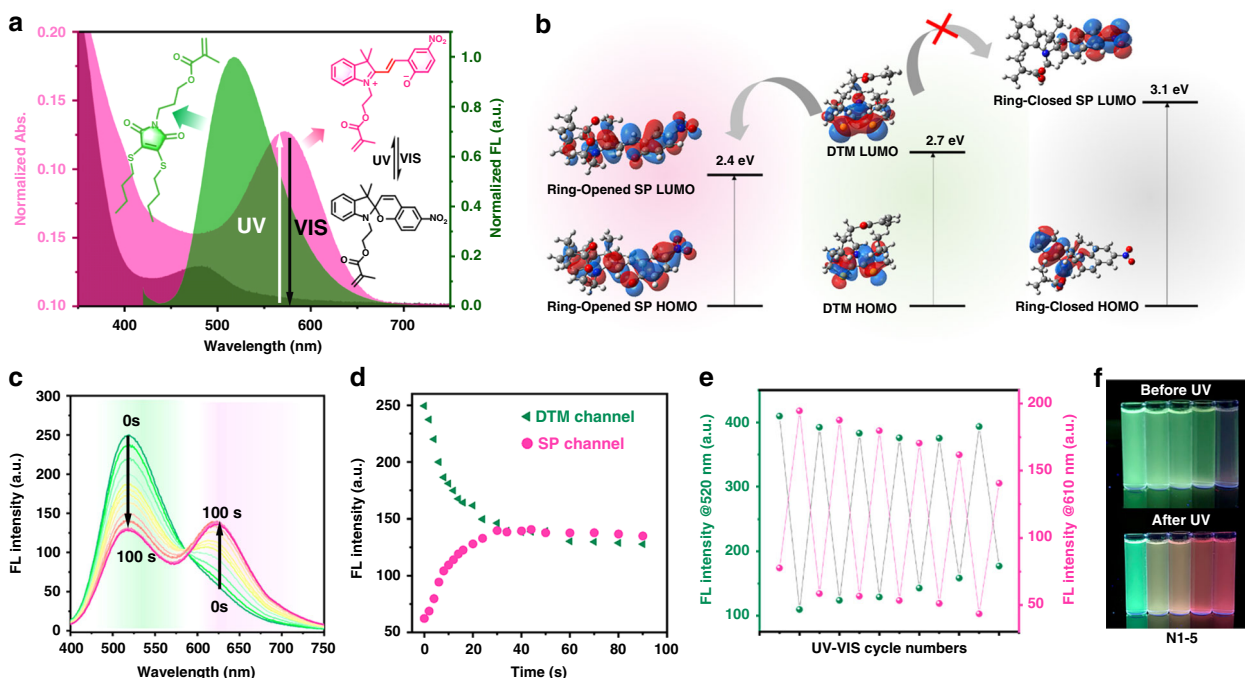 a
Normalized Abs.
0.20
0.18
0.15
0.13
0.10
400
500
600
700
Wavelength (nm)
1.0
0.8
0.6
0.4
0.2
0.0
Normalized FL (a.u.)
O
O
N
O
O
S
S
UV
VIS
NO₂
N
+
O
-
O
O
UV
VIS
N
O
NO₂
O
O
b
2.4 eV
Ring-Opened SP LUMO
Ring-Opened SP HOMO
DTM LUMO
2.7 eV
DTM HOMO
Ring-Closed SP LUMO
3.1 eV
Ring-Closed HOMO
c
FL intensity (a.u.)
300
250
200
150
100
50
0
0s
100 s
100 s
0s
400
450
500
550
600
650
700
750
Wavelength (nm)
d
FL intensity (a.u.)
250
200
150
100
50
DTM channel
SP channel
0
20
40
60
80
100
Time (s)
e
FL intensity @520 nm (a.u.)
400
300
200
100
UV-VIS cycle numbers
200
150
100
50
FL intensity @610 nm (a.u.)
f
Before UV
After UV
N1-5